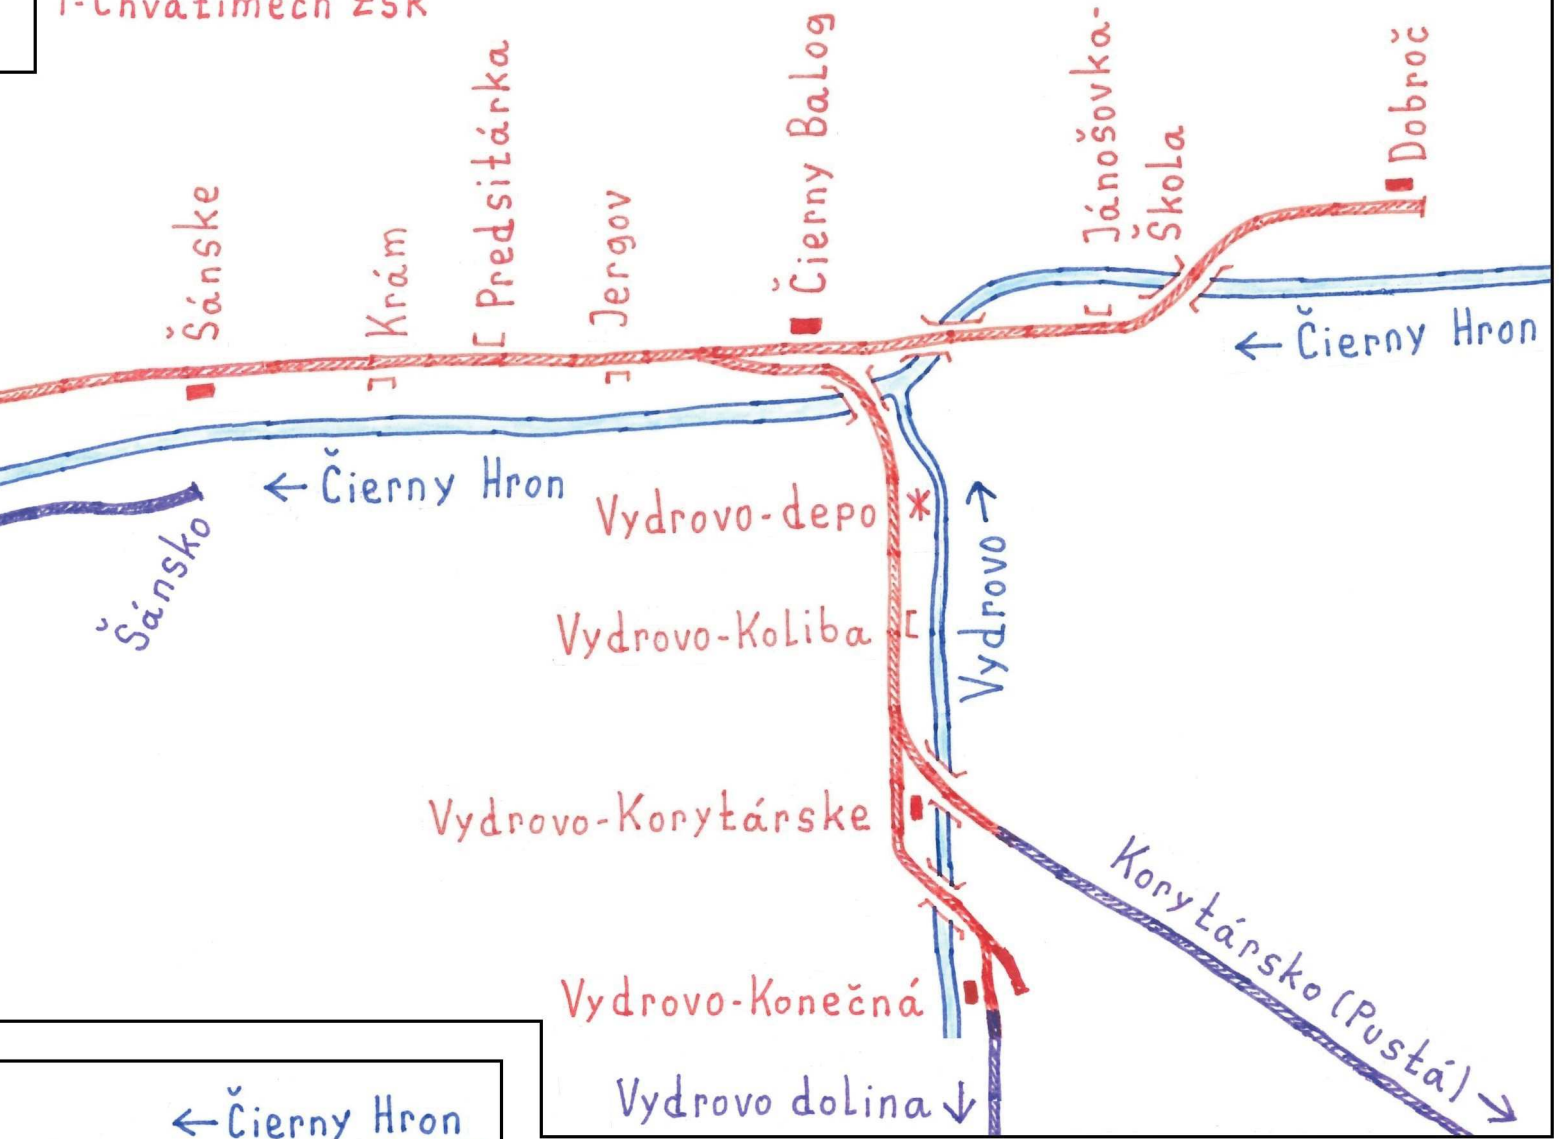 Šánske
Krám
Predsitárka
Jergov
Čierny Balog
Jánošovka-
Škola
Dobroč
← Čierny Hron
← Čierny Hron
Šánsko
Vydrovo-depo
Vydrovo →
Vydrovo-Koliba
Vydrovo-Korytárske
Korytársko (Pustá) →
Vydrovo-Konečná
Vydrovo dolina ↓
← Čierny Hron